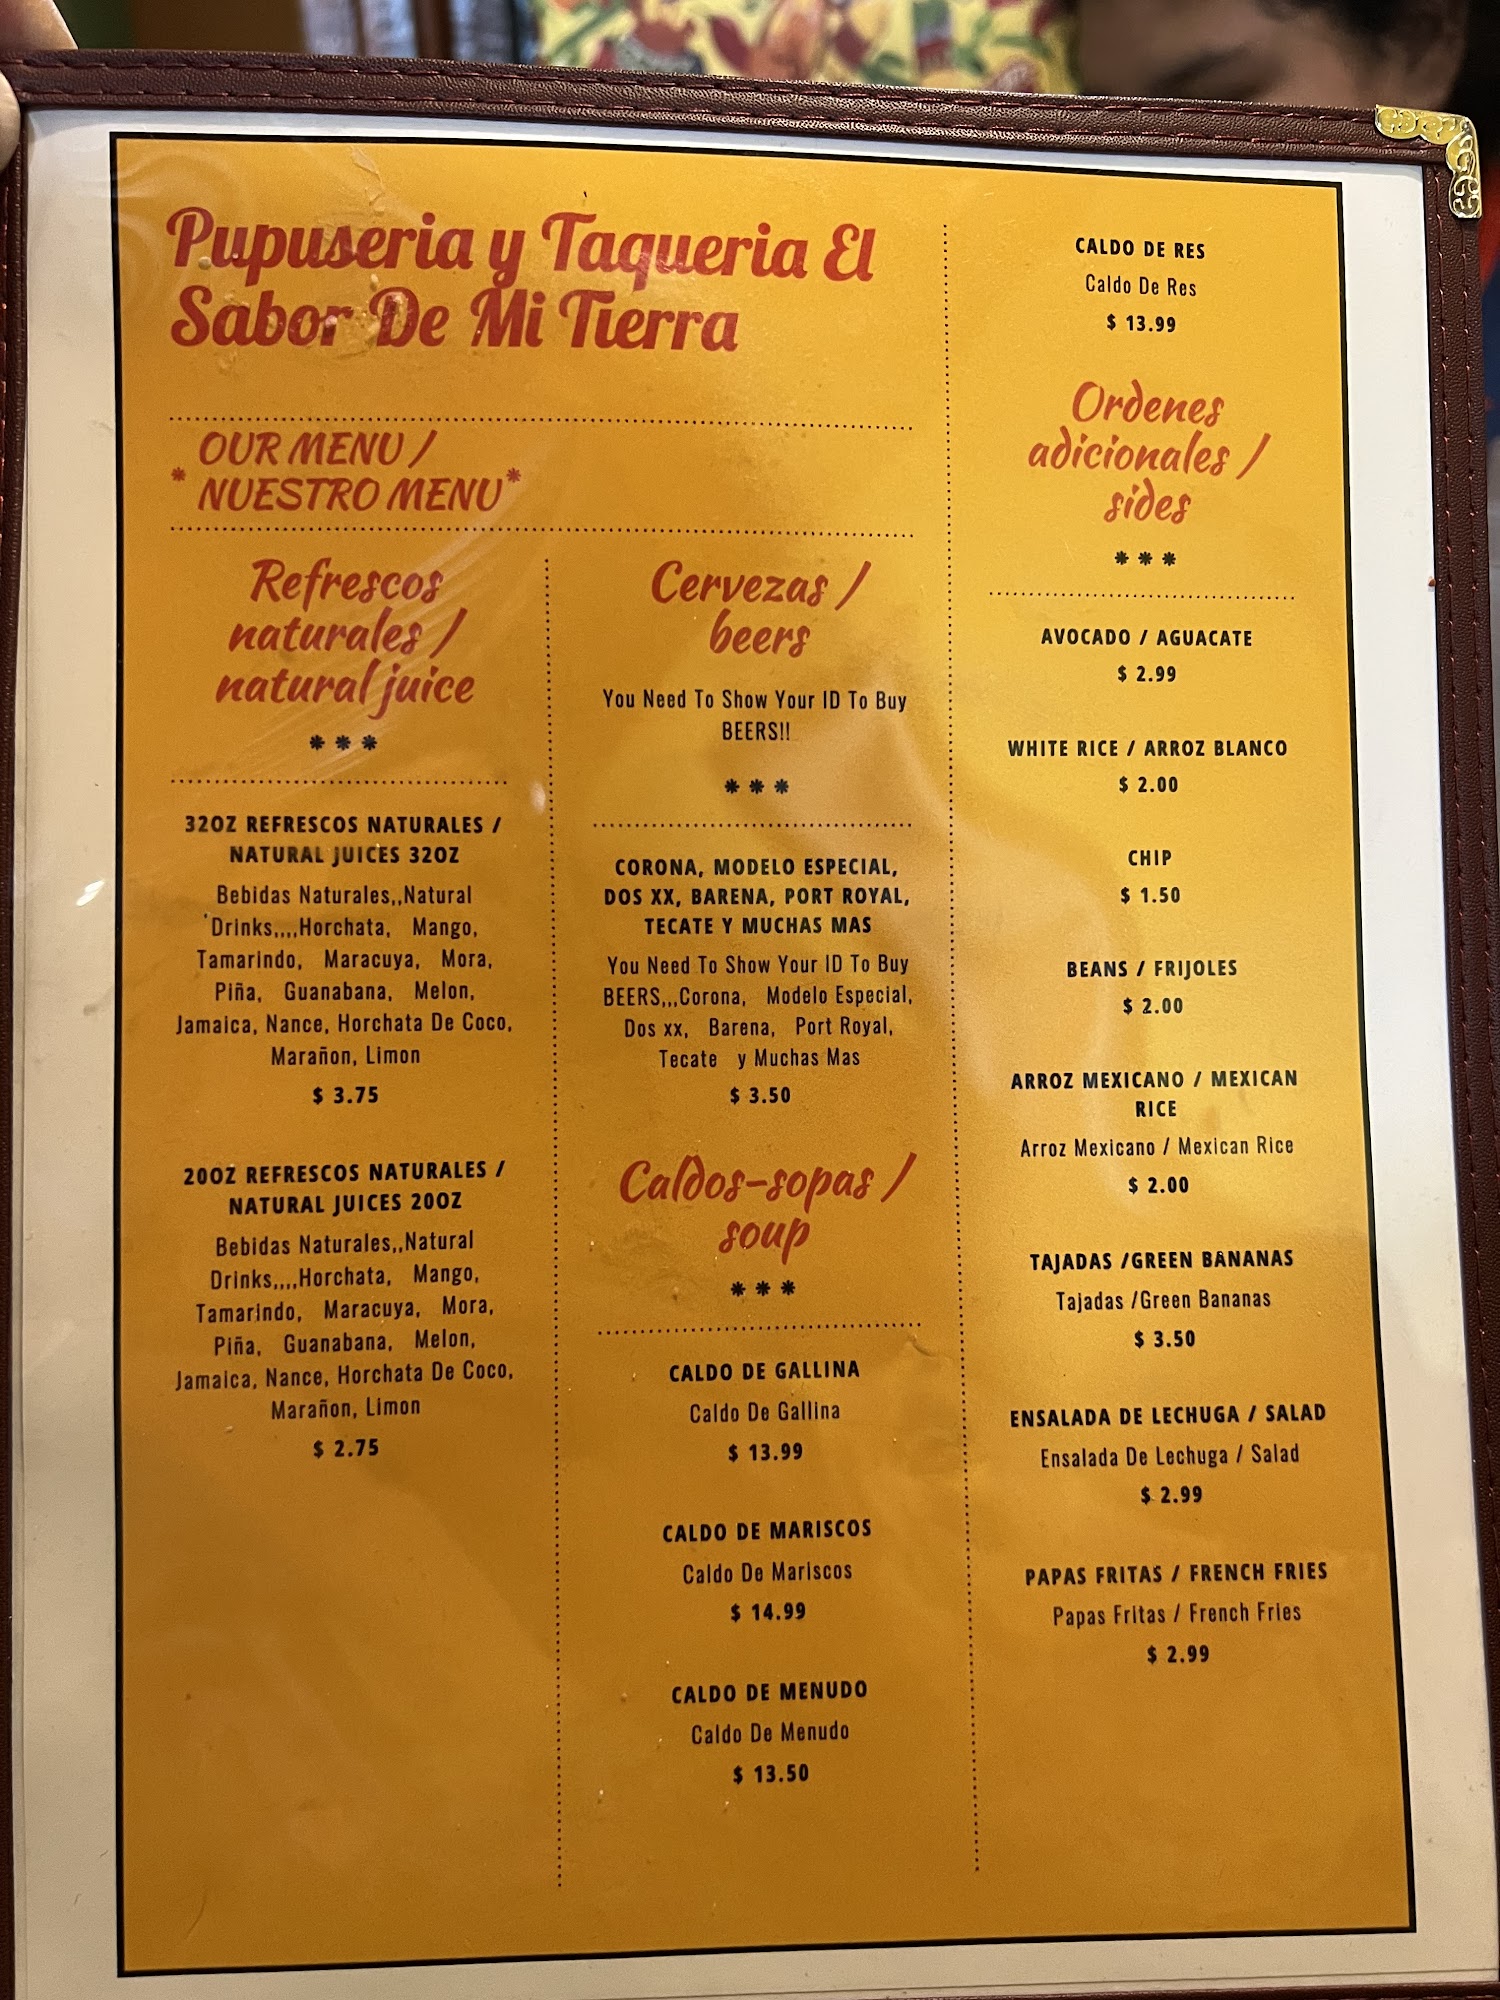 Pupuseria y Taqueria El
Sabor De Mi Tierra
OUR MENU /
* NUESTRO MENU *
Refrescos
naturales /
natural juice
***
32OZ REFRESCOS NATURALES /
NATURAL JUICES 32OZ
Bebidas Naturales,,Natural
Drinks,,,,Horchata, Mango,
Tamarindo, Maracuya, Mora,
Piña, Guanabana, Melon,
Jamaica, Nance, Horchata De Coco,
Marañon, Limon
$ 3.75
20OZ REFRESCOS NATURALES /
NATURAL JUICES 20OZ
Bebidas Naturales,,Natural
Drinks,,,,Horchata, Mango,
Tamarindo, Maracuya, Mora,
Piña, Guanabana, Melon,
Jamaica, Nance, Horchata De Coco,
Marañon, Limon
$ 2.75
Cervezas /
beers
You Need To Show Your ID To Buy
BEERS!!
***
CORONA, MODELO ESPECIAL,
DOS XX, BARENA, PORT ROYAL,
TECATE Y MUCHAS MAS
You Need To Show Your ID To Buy
BEERS,,,Corona, Modelo Especial,
Dos xx, Barena, Port Royal,
Tecate y Muchas Mas
$ 3.50
Caldos-sopas /
soup
***
CALDO DE GALLINA
Caldo De Gallina
$ 13.99
CALDO DE MARISCOS
Caldo De Mariscos
$ 14.99
CALDO DE MENUDO
Caldo De Menudo
$ 13.50
CALDO DE RES
Caldo De Res
$ 13.99
Ordenes
adicionales /
sides
***
AVOCADO / AGUACATE
$ 2.99
WHITE RICE / ARROZ BLANCO
$ 2.00
CHIP
$ 1.50
BEANS / FRIJOLES
$ 2.00
ARROZ MEXICANO / MEXICAN
RICE
Arroz Mexicano / Mexican Rice
$ 2.00
TAJADAS /GREEN BANANAS
Tajadas /Green Bananas
$ 3.50
ENSALADA DE LECHUGA / SALAD
Ensalada De Lechuga / Salad
$ 2.99
PAPAS FRITAS / FRENCH FRIES
Papas Fritas / French Fries
$ 2.99